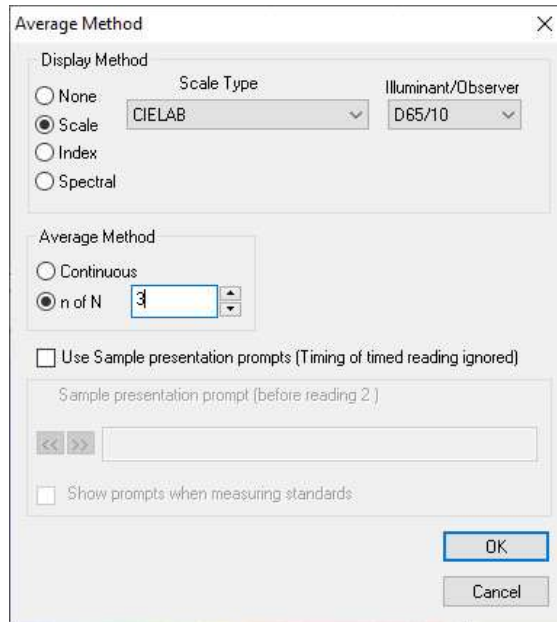 Average Method
Display Method
Scale Type
Illuminant/Observer
None
Scale
Index
Spectral
CIELAB
D65/10
Average Method
Continuous
n of N
3
Use Sample presentation prompts (Timing of timed reading ignored)
Sample presentation prompt (before reading 2 )
<< >>
Show prompts when measuring standards
OK
Cancel